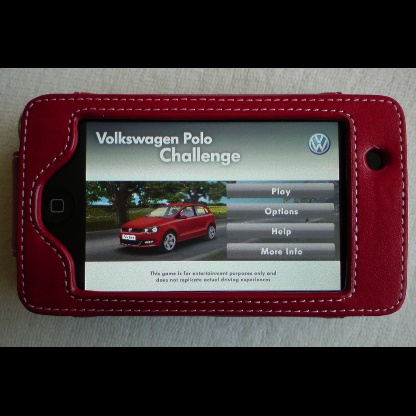 Volkswagen Polo
Challenge
Play
Options
Help
More Info
This game is for entertainment purposes only and
does not replicate actual driving experiences